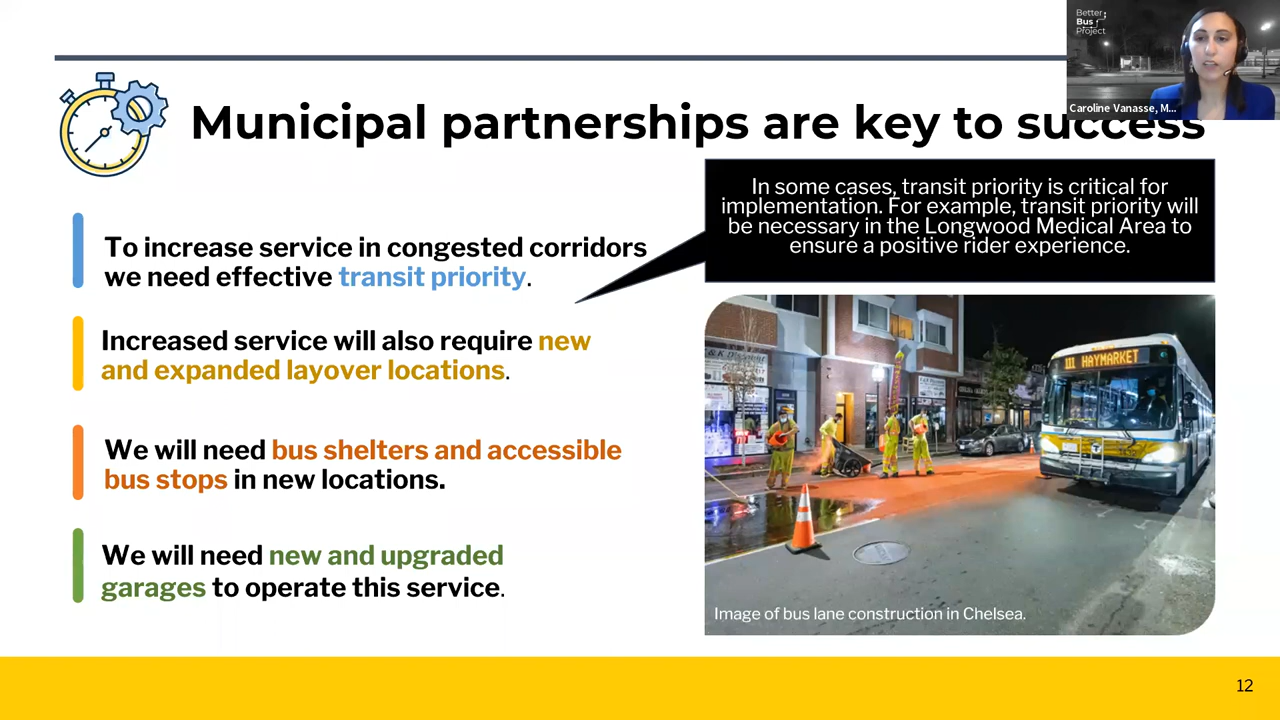 Better
Bus
Project
Caroline Vanasse, M...
Municipal partnerships are key to success
In some cases, transit priority is critical for
implementation. For example, transit priority will
be necessary in the Longwood Medical Area to
ensure a positive rider experience.
To increase service in congested corridors
we need effective transit priority.
Increased service will also require new
and expanded layover locations.
We will need bus shelters and accessible
bus stops in new locations.
We will need new and upgraded
garages to operate this service.
111 HAYMARKET
T
Image of bus lane construction in Chelsea.
12